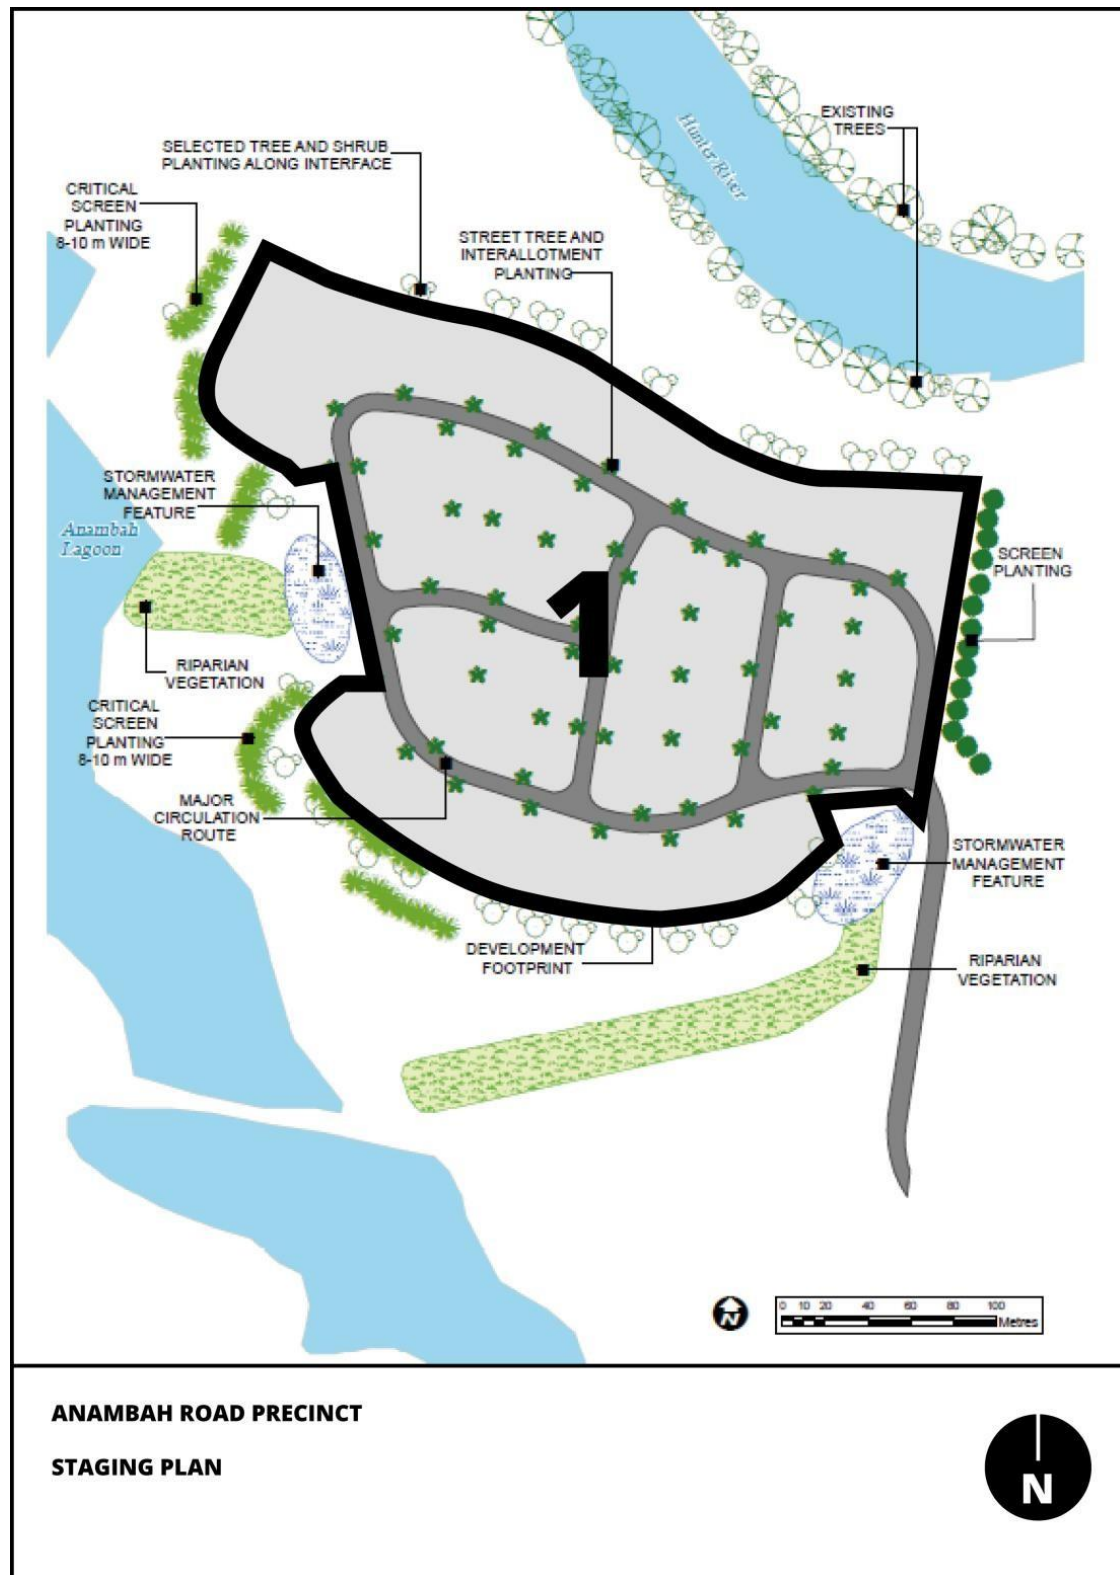 EXISTING
TREES
Hunter River
SELECTED TREE AND SHRUB
PLANTING ALONG INTERFACE
CRITICAL
SCREEN
PLANTING
8-10 m WIDE
STREET TREE AND
INTERALLOTMENT
PLANTING
STORMWATER
MANAGEMENT
FEATURE
Anambah
Lagoon
SCREEN
PLANTING
1
RIPARIAN
VEGETATION
CRITICAL
SCREEN
PLANTING
8-10 m WIDE
MAJOR
CIRCULATION
ROUTE
STORMWATER
MANAGEMENT
FEATURE
DEVELOPMENT
FOOTPRINT
RIPARIAN
VEGETATION
N
0 10 20 40 60 80 100
Metres
ANAMBAH ROAD PRECINCT
STAGING PLAN
N